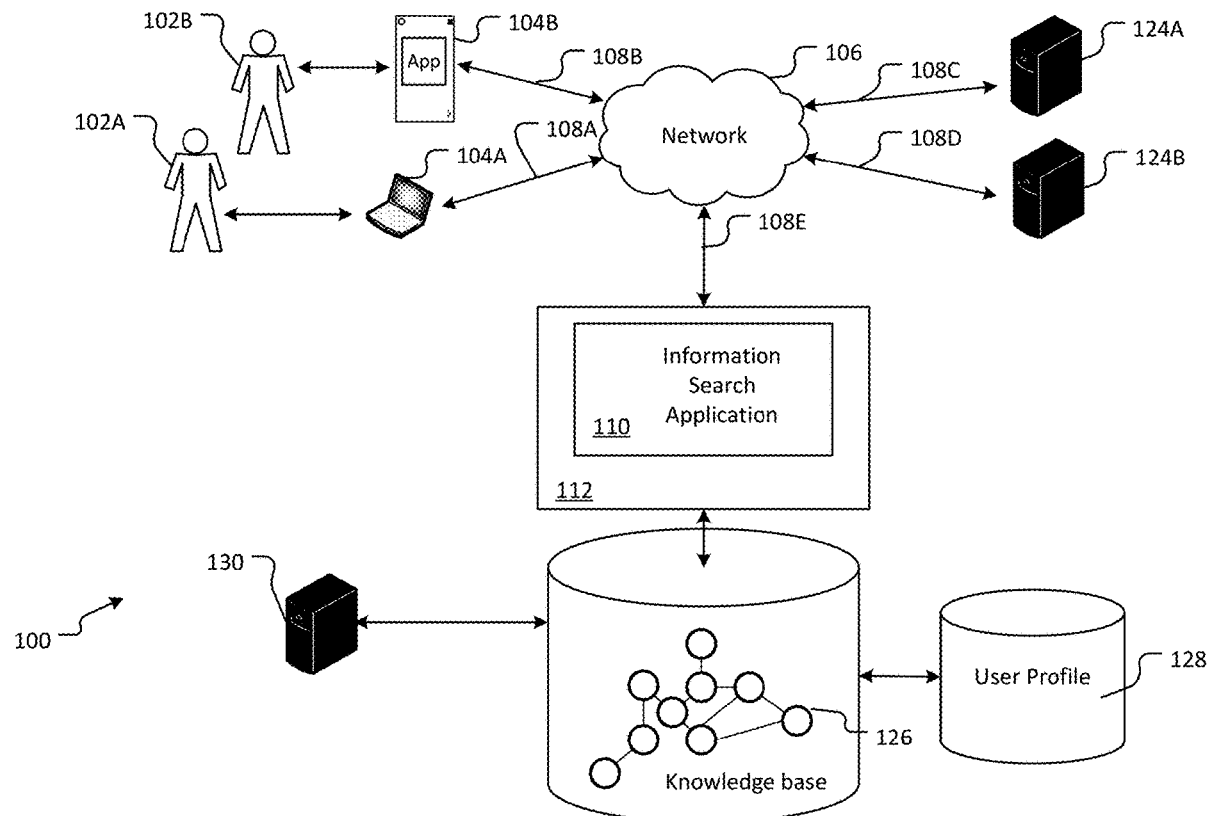 102B
104B
App
108B
106
108C
124A
102A
108A
Network
104A
108D
124B
108E
Information
Search
Application
110
112
130
100
User Profile
128
126
Knowledge base